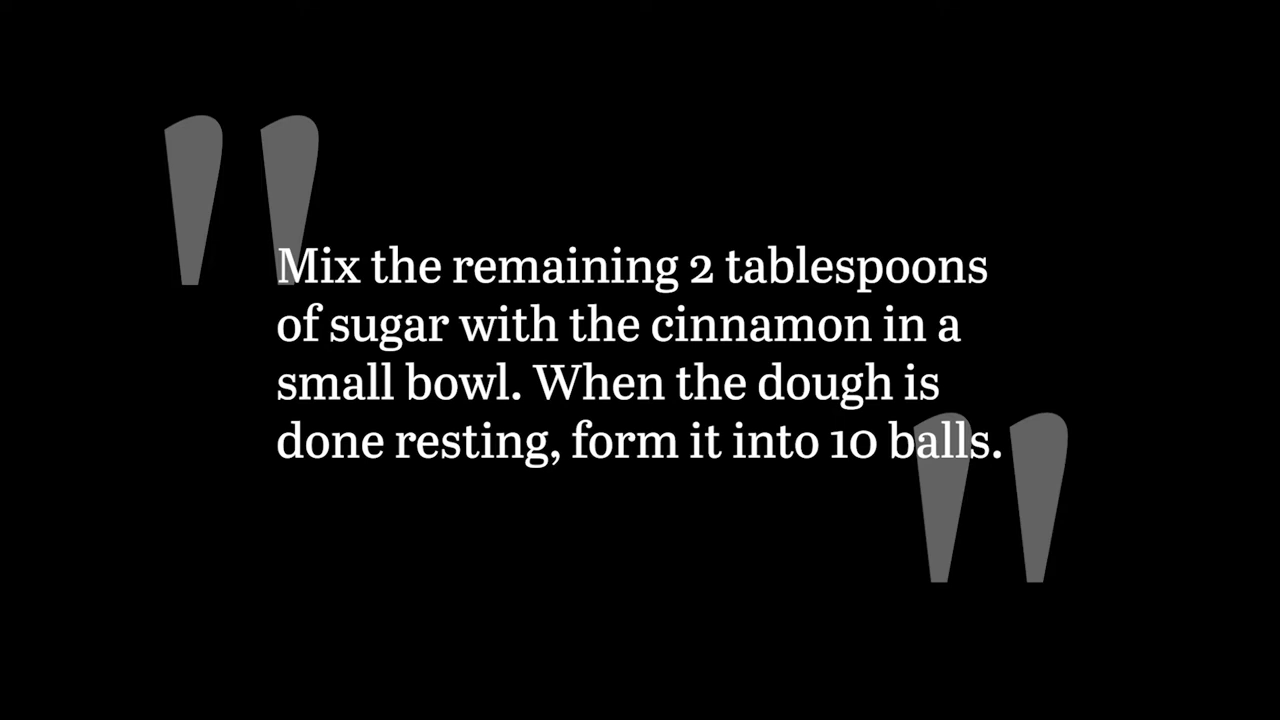 Mix the remaining 2 tablespoons
of sugar with the cinnamon in a
small bowl. When the dough is
done resting, form it into 10 balls.